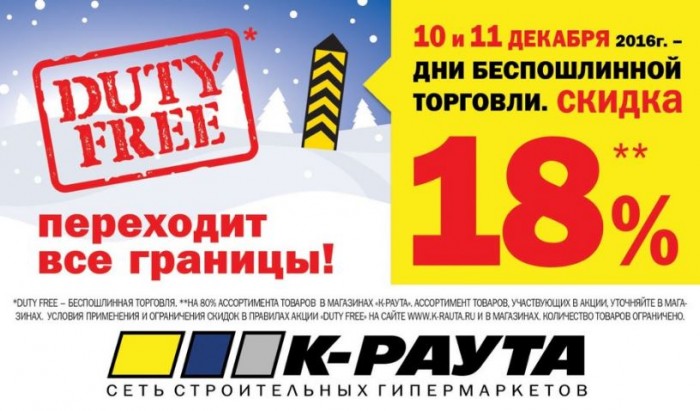 DUTY
FREE*
переходит
все границы!
10 и 11 ДЕКАБРЯ 2016г. –
ДНИ БЕСПОШЛИННОЙ
ТОРГОВЛИ. СКИДКА
18%**
*DUTY FREE – БЕСПОШЛИННАЯ ТОРГОВЛЯ. **НА 80% АССОРТИМЕНТА ТОВАРОВ В МАГАЗИНАХ «К-РАУТА», АССОРТИМЕНТ ТОВАРОВ, УЧАСТВУЮЩИХ В АКЦИИ, УТОЧНЯЙТЕ В МАГА-
ЗИНАХ. УСЛОВИЯ ПРИМЕНЕНИЯ И ОГРАНИЧЕНИЯ СКИДОК В ПРАВИЛАХ АКЦИИ «DUTY FREE» НА САЙТЕ WWW.K-RAUTA.RU И В МАГАЗИНАХ. КОЛИЧЕСТВО ТОВАРОВ ОГРАНИЧЕНО.
К-РАУТА
СЕТЬ СТРОИТЕЛЬНЫХ ГИПЕРМАРКЕТОВ